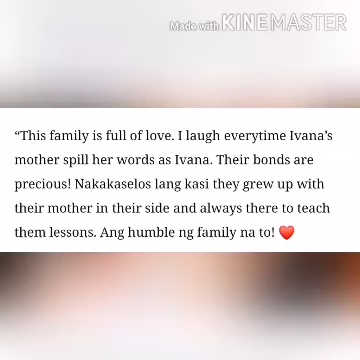 Made with KINEMASTER
“This family is full of love. I laugh everytime Ivana’s
mother spill her words as Ivana. Their bonds are
precious! Nakakaselos lang kasi they grew up with
their mother in their side and always there to teach
them lessons. Ang humble ng family na to! ♥️